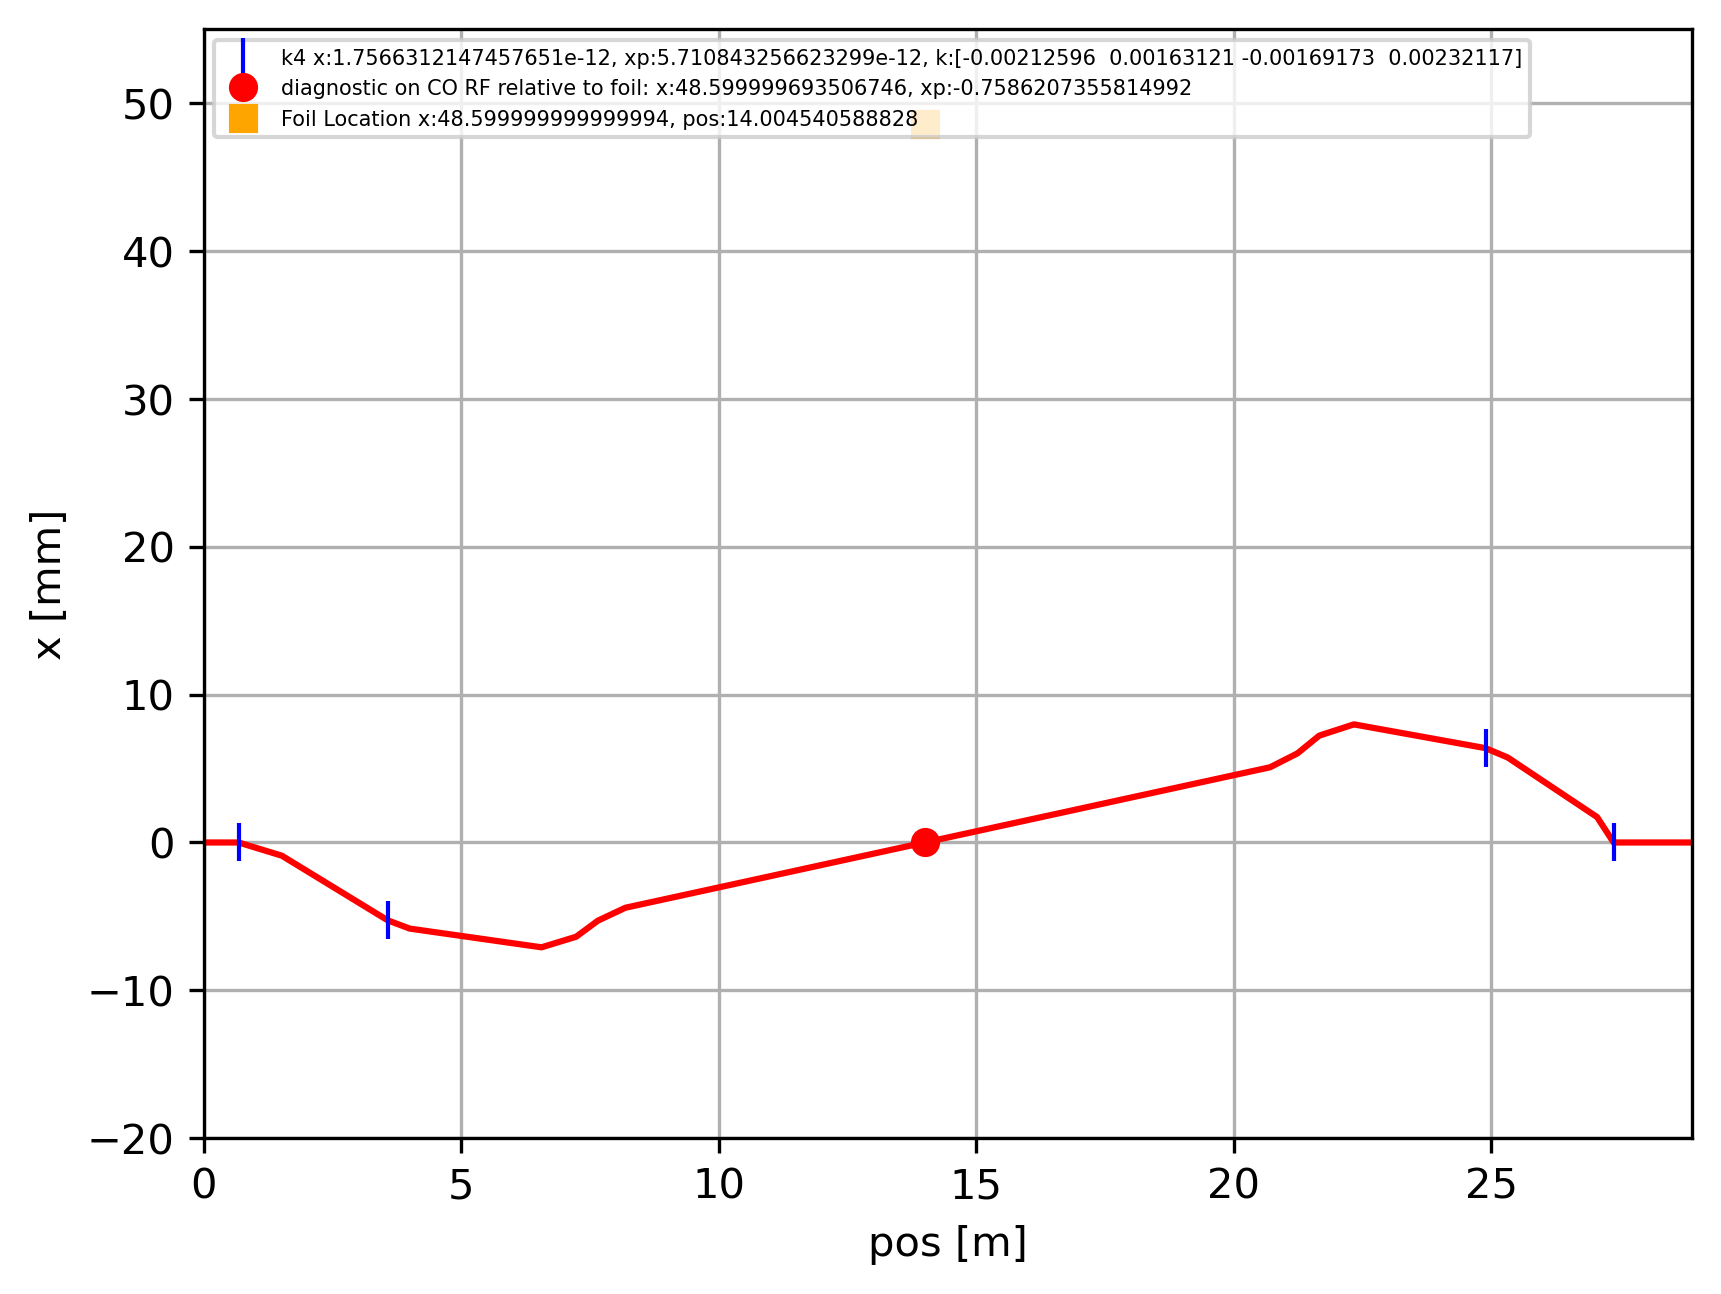 k4 x:1.7566312147457651e-12, xp:5.710843256623299e-12, k:[-0.00212596  0.00163121 -0.00169173  0.00232117]
diagnostic on CO RF relative to foil: x:48.599999693506746, xp:-0.7586207355814992
Foil Location x:48.599999999999994, pos:14.004540588828
50
40
30
20
10
0
−10
−20
x [mm]
0 5 10 15 20 25
pos [m]